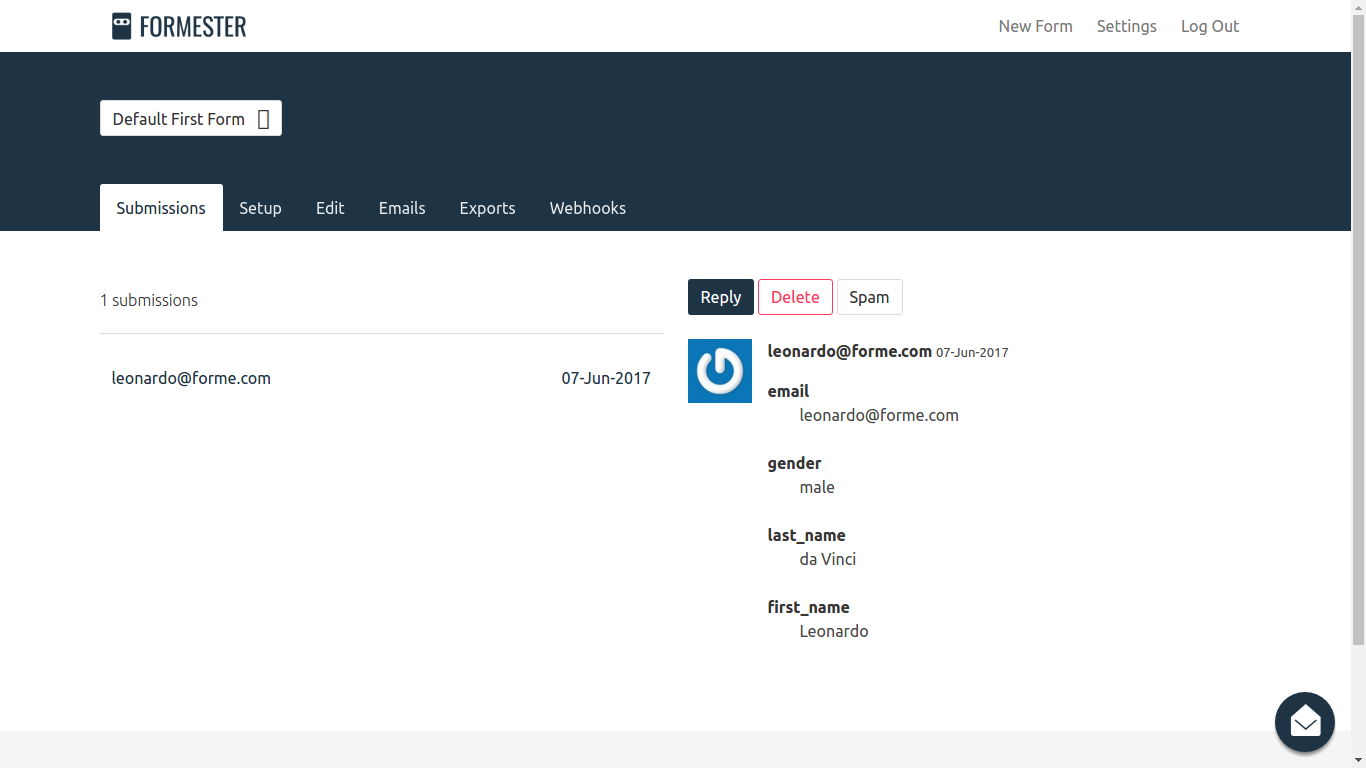 FORMESTER
New Form Settings Log Out
Default First Form
Submissions Setup Edit Emails Exports Webhooks
1 submissions
leonardo@forme.com 07-Jun-2017
Reply Delete Spam
leonardo@forme.com 07-Jun-2017
email
leonardo@forme.com
gender
male
last_name
da Vinci
first_name
Leonardo